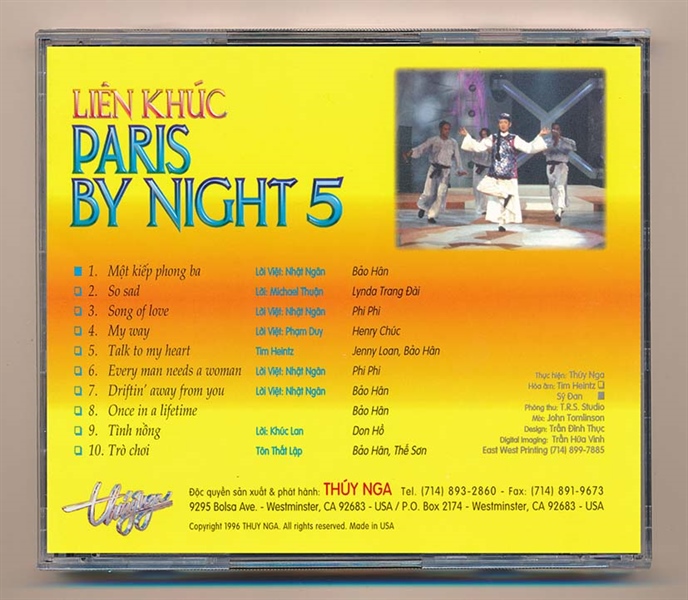 LIÊN KHÚC
PARIS
BY NIGHT 5
1. Một kiếp phong ba Lời Việt: Nhật Ngân Bảo Hân
2. So sad Lời: Michael Thuận Lynda Trang Đài
3. Song of love Lời Việt: Nhật Ngân Phi Phi
4. My way Lời Việt: Phạm Duy Henry Chúc
5. Talk to my heart Tim Heintz Jenny Loan, Bảo Hân
6. Every man needs a woman Lời Việt: Nhật Ngân Phi Phi
7. Driftin' away from you Lời Việt: Nhật Ngân Bảo Hân
8. Once in a lifetime Bảo Hân
9. Tình nồng Lời: Khúc Lan Don Hồ
10. Trò chơi Tôn Thất Lập Bảo Hân, Thế Sơn
Thực hiện: Thúy Nga
Hòa âm: Tim Heintz
Sỹ Đan
Phòng thu: T.R.S. Studio
Mix: John Tomlinson
Design: Trần Đình Thục
Digital Imaging: Trần Hữa Vinh
East West Printing (714) 899-7885
Thúy Nga
Độc quyền sản xuất & phát hành: THÚY NGA Tel. (714) 893-2860 - Fax: (714) 891-9673
9295 Bolsa Ave. - Westminster, CA 92683 - USA / P.O. Box 2174 - Westminster, CA 92683 - USA
Copyright 1996 THUY NGA. All rights reserved. Made in USA